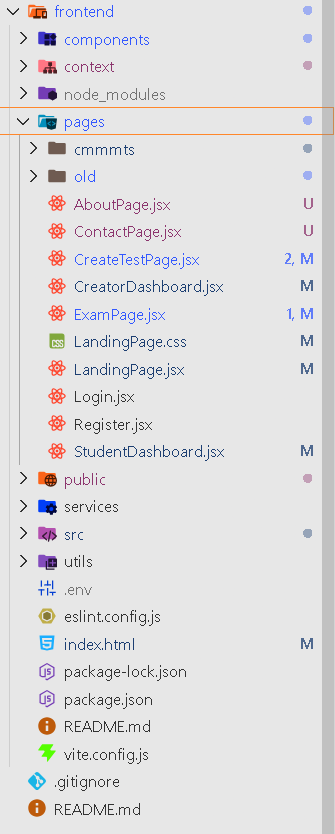 frontend
components
context
node_modules
pages
cmmmts
old
AboutPage.jsx U
ContactPage.jsx U
CreateTestPage.jsx 2, M
CreatorDashboard.jsx M
ExamPage.jsx 1, M
LandingPage.css M
LandingPage.jsx M
Login.jsx
Register.jsx
StudentDashboard.jsx M
public
services
src
utils
.env
eslint.config.js
index.html M
package-lock.json
package.json
README.md
vite.config.js
.gitignore
README.md